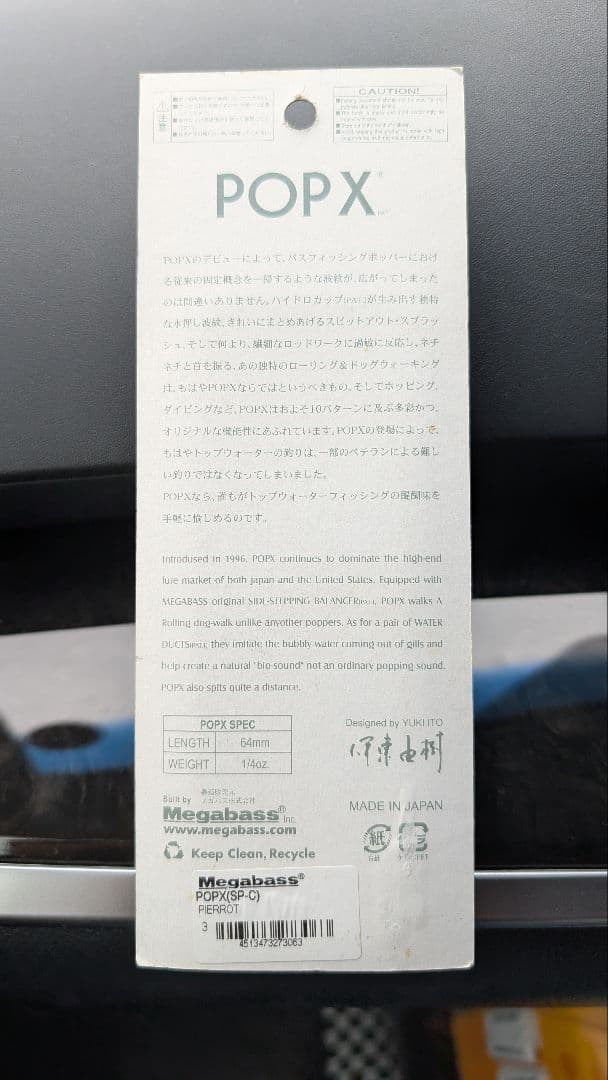 注意
CAUTION!
POPX
POPXのデビューによって、バスフィッシングポッパーにおけ
る従来の固定概念を一掃するような波紋が、広がってしまった
のは間違いありません。ハイドロカップ(PAT.)が生み出す独特
な水押し波紋、きれいにまとめあげるスピットアウト・スプラッ
シュ、そして何より、繊細なロッドワークに過敏に反応し、ネチ
ネチと首を振る、あの独特のローリング＆ドッグウォーキング
は、もはやPOPXならではというべきもの。そしてポッピング、
ダイビングなど、POPXはおよそ10パターンに及ぶ多彩かつ、
オリジナルな機能性にあふれています。POPXの登場によって、
もはやトップウォーターの釣りは、一部のベテランによる難し
い釣りではなくなってしまいました。
POPXなら、誰もがトップウォーターフィッシングの醍醐味を
手軽に愉しめるのです。
Introdused in 1996, POPX continues to dominate the high-end
lure market of both japan and the United States. Equipped with
MEGABASS original SIDE-STEPPING BALANCER(PAT.), POPX walks A
Rolling dog-walk unlike anyother poppers. As for a pair of WATER
DUCTS(PAT.), they imitate the bubbly water coming out of gills and
help create a natural "bio-sound" not an ordinary popping sound.
POPX also spits quite a distance.
POPX SPEC
LENGTH 64mm
WEIGHT 1/4oz.
Designed by YUKI ITO
伊東由樹
Built by
メガバス株式会社
Megabass® Inc.
www.megabass.com
MADE IN JAPAN
Keep Clean, Recycle
紙
プラ
Megabass®
POPX(SP-C)
PIERROT
3
4513473273063